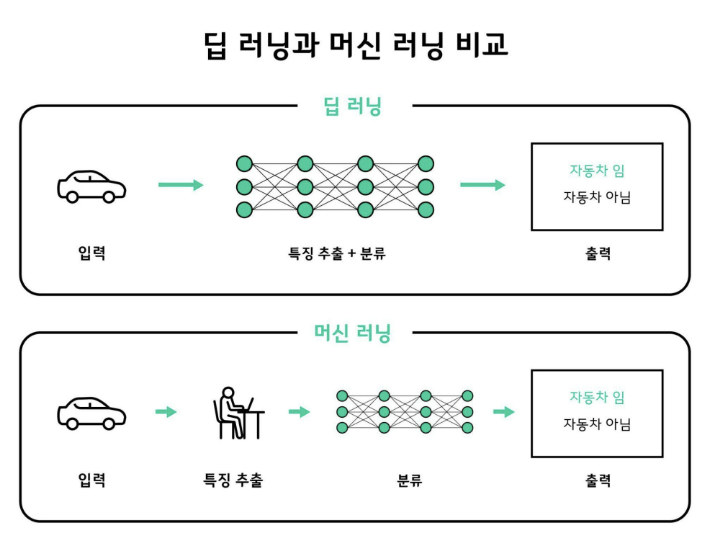 딥 러닝과 머신 러닝 비교
딥 러닝
자동차 임
자동차 아님
입력
특징 추출 + 분류
출력
머신 러닝
자동차 임
자동차 아님
입력
특징 추출
분류
출력